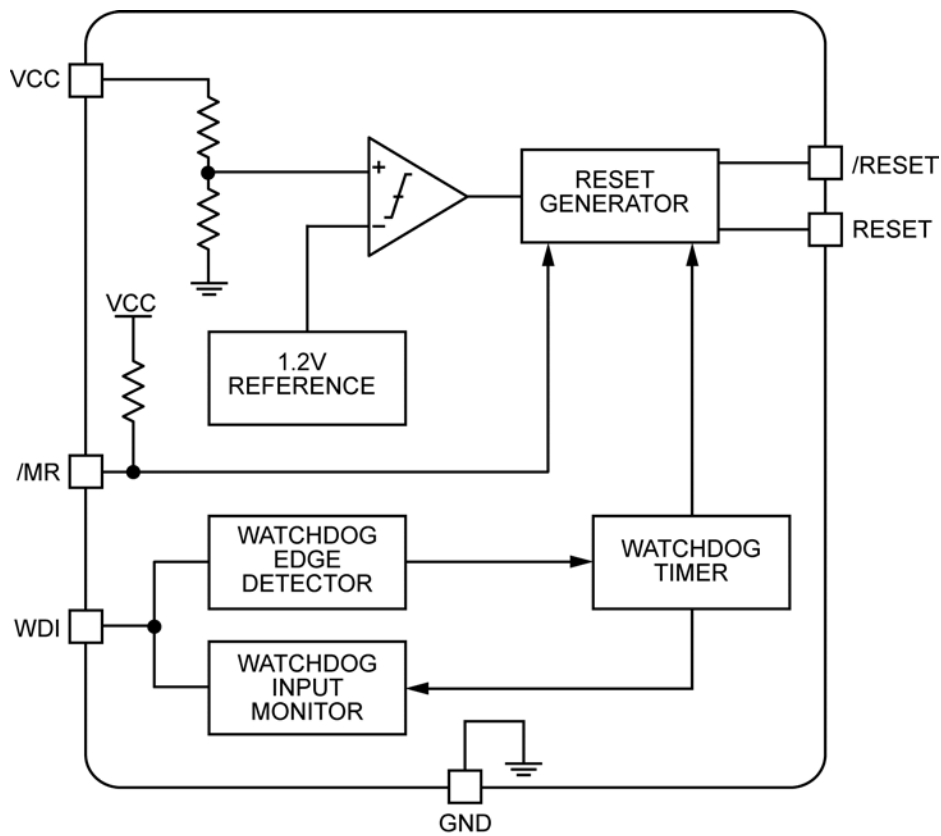 VCC
+
−
RESET
GENERATOR
/RESET
RESET
VCC
1.2V
REFERENCE
/MR
WATCHDOG
EDGE
DETECTOR
WATCHDOG
TIMER
WDI
WATCHDOG
INPUT
MONITOR
GND